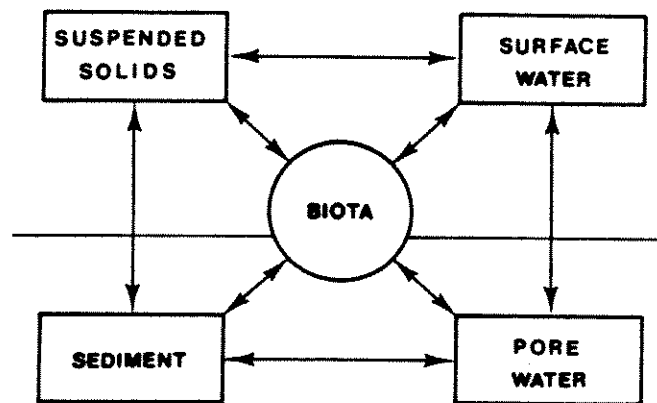 SUSPENDED
SOLIDS
SURFACE
WATER
BIOTA
SEDIMENT
PORE
WATER